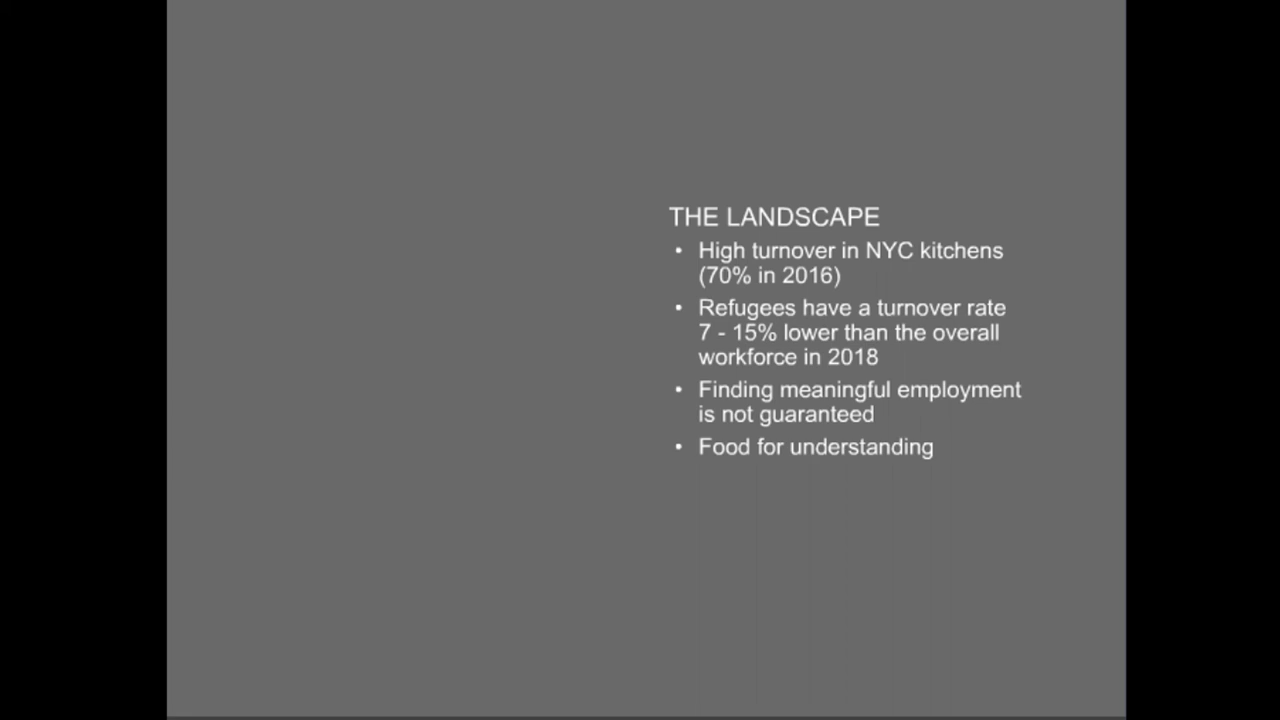 THE LANDSCAPE
• High turnover in NYC kitchens
(70% in 2016)
• Refugees have a turnover rate
7 - 15% lower than the overall
workforce in 2018
• Finding meaningful employment
is not guaranteed
• Food for understanding